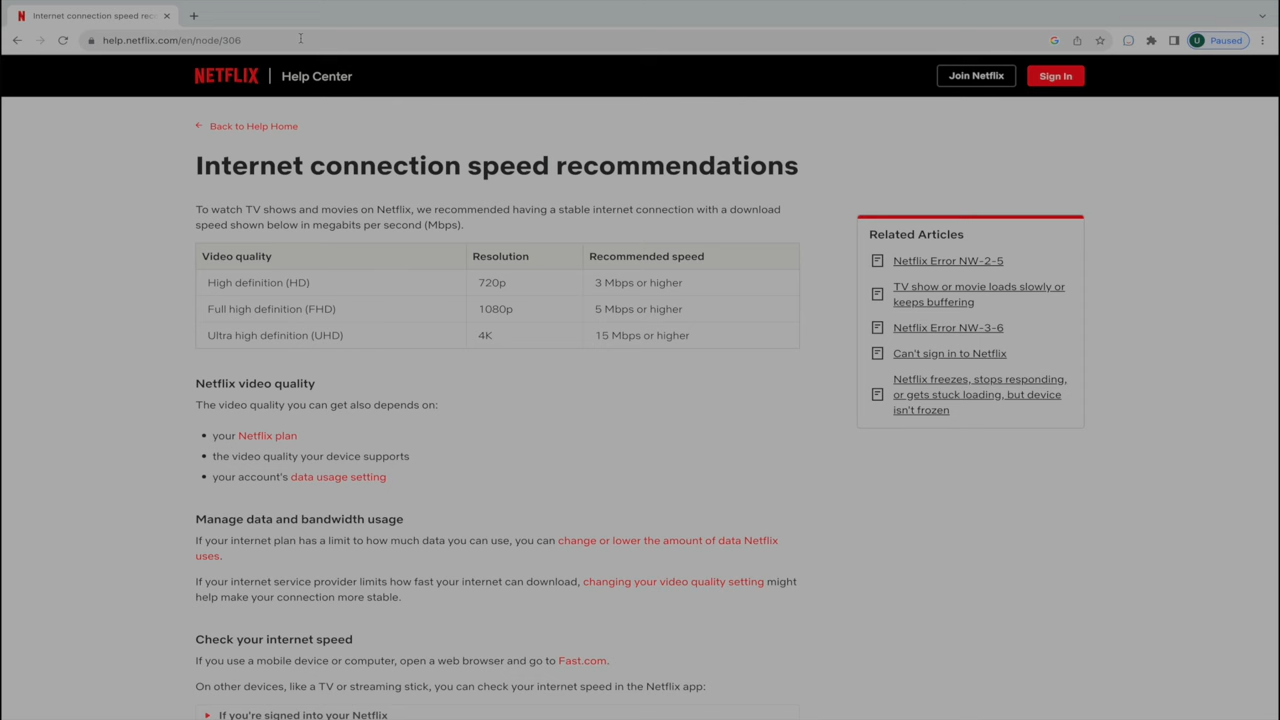 Internet connection speed rec
help.netflix.com/en/node/306
U Paused
NETFLIX | Help Center
Join Netflix
Sign In
Back to Help Home
Internet connection speed recommendations
To watch TV shows and movies on Netflix, we recommended having a stable internet connection with a download
speed shown below in megabits per second (Mbps).
Video quality Resolution Recommended speed
High definition (HD) 720p 3 Mbps or higher
Full high definition (FHD) 1080p 5 Mbps or higher
Ultra high definition (UHD) 4K 15 Mbps or higher
Netflix video quality
The video quality you can get also depends on:
• your Netflix plan
• the video quality your device supports
• your account's data usage setting
Manage data and bandwidth usage
If your internet plan has a limit to how much data you can use, you can change or lower the amount of data Netflix
uses.
If your internet service provider limits how fast your internet can download, changing your video quality setting might
help make your connection more stable.
Check your internet speed
If you use a mobile device or computer, open a web browser and go to Fast.com.
On other devices, like a TV or streaming stick, you can check your internet speed in the Netflix app:
If you're signed into your Netflix
Related Articles
Netflix Error NW-2-5
TV show or movie loads slowly or
keeps buffering
Netflix Error NW-3-6
Can't sign in to Netflix
Netflix freezes, stops responding,
or gets stuck loading, but device
isn't frozen